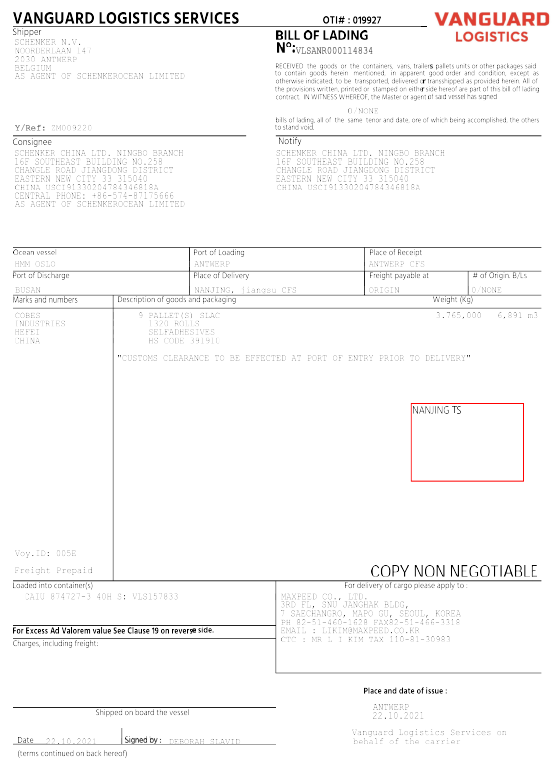 VANGUARD LOGISTICS SERVICES
OTI# : 019927
VANGUARD
LOGISTICS
Shipper
SCHENKER N.V.
NOORDERLAAN 147
2030 ANTWERP
BELGIUM
AS AGENT OF SCHENKEROCEAN LIMITED
Y/Ref: IM009220
BILL OF LADING
Nº:VLSANR000114834
RECEIVED the goods or the containers, vans, trailers pallets units or other packages said
to contain goods herein mentioned, in apparent good order and condition, except as
otherwise indicated, to be transported, delivered or transshipped as provided herein. All of
the provisions written, printed or stamped on either side hereof are part of this bill off lading
contract. IN WITNESS WHEREOF, the Master or agent of said vessel has signed
0/NONE
bills of lading, all of the same tenor and date, one of which being accomplished, the others
to stand void.
Consignee
SCHENKER CHINA LTD. NINGBO BRANCH
16F SOUTHEAST BUILDING NO.258
CHANGLE ROAD JIANGDONG DISTRICT
EASTERN NEW CITY 33 315040
CHINA USC191330204784346818A
CENTRAL PHONE: +86-574-87175666
AS AGENT OF SCHENKEROCEAN LIMITED
Notify
SCHENKER CHINA LTD. NINGBO BRANCH
16F SOUTHEAST BUILDING NO.258
CHANGLE ROAD JIANGDONG DISTRICT
EASTERN NEW CITY 33 315040
CHINA USC191330204784346818A
Ocean vessel
HMM OSLO
Port of Loading
ANTWERP
Place of Receipt
ANTWERP CFS
Port of Discharge
BUSAN
Place of Delivery
NANJING, jiangsu CFS
Freight payable at
ORIGIN
# of Origin. B/Ls
0/NONE
Marks and numbers
Description of goods and packaging
Weight (Kg)
COBES
INDUSTRIES
HEFEI
CHINA
9 PALLET(S) SLAC
1320 ROLLS
SELFADHESIVES
HS CODE 391910
3.765,000 6,891 m3
"CUSTOMS CLEARANCE TO BE EFFECTED AT PORT OF ENTRY PRIOR TO DELIVERY"
NANJING TS
Voy.ID: 005E
Freight Prepaid
COPY NON NEGOTIABLE
Loaded into container(s)
CAIU 874727-3 40H S: VLS157833
For delivery of cargo please apply to :
MAXPEED CO., LTD.
3RD FL, SNU JANGHAK BLDG,
7 SAECHANGRO, MAPO GU, SEOUL, KOREA
PH 82-51-460-1628 FAX82-51-466-3318
EMAIL : LIKIM@MAXPEED.CO.KR
CTC : MR L I KIM TAX 110-81-30983
For Excess Ad Valorem value See Clause 19 on reverse side.
Charges, including freight:
Place and date of issue :
ANTWERP
22.10.2021
Shipped on board the vessel
Vanguard Logistics Services on
behalf of the carrier
Date 22.10.2021
Signed by : DEBORAH SLAVID
(terms continued on back hereof)